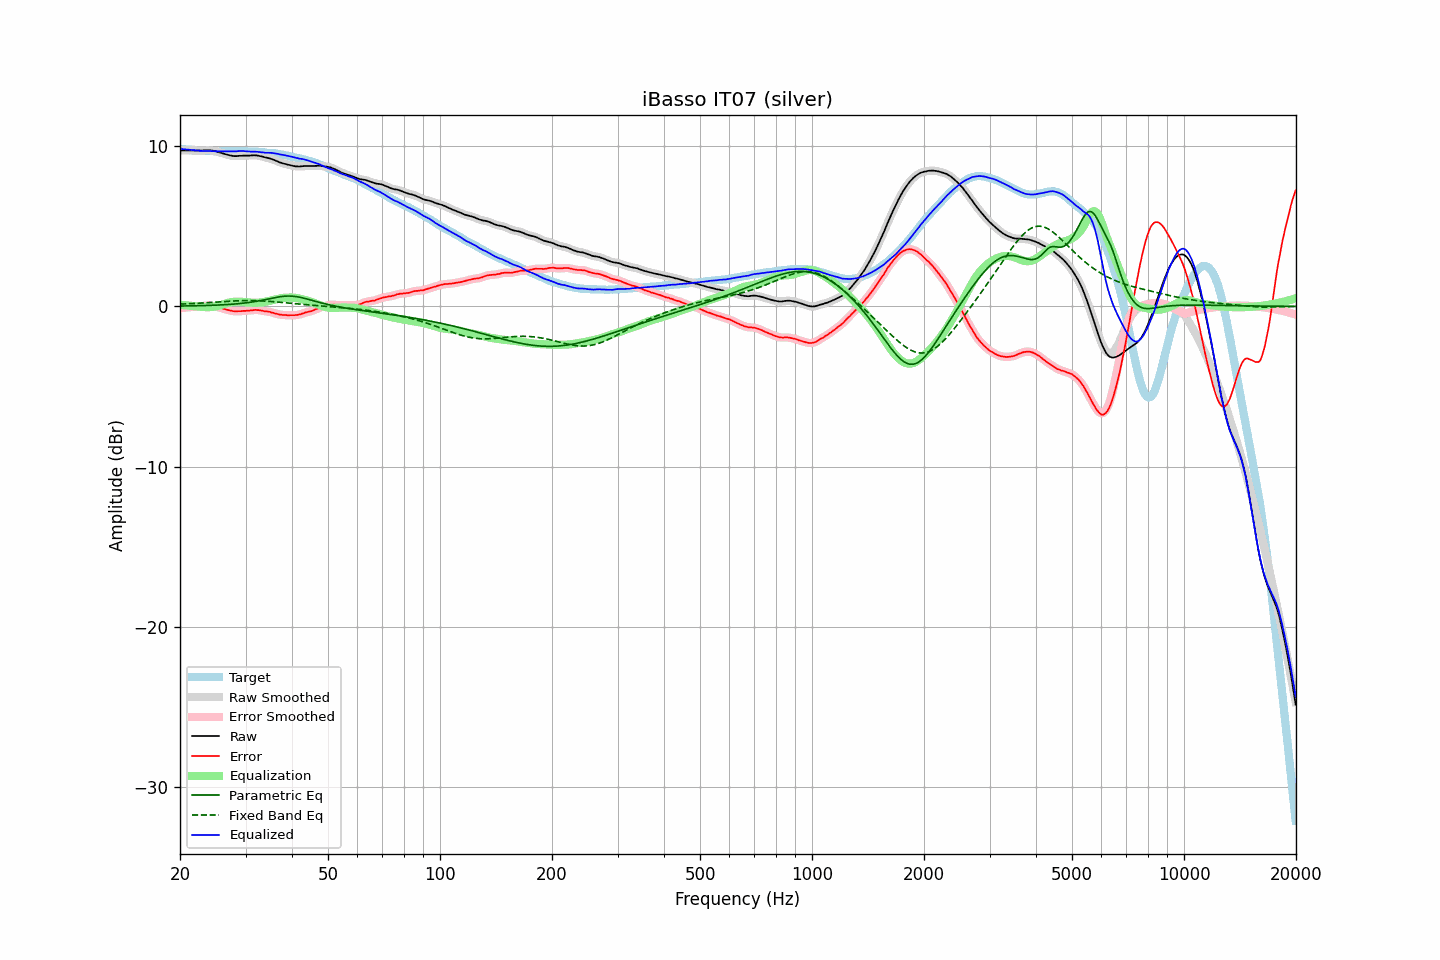 iBasso IT07 (silver)
10
0
−10
−20
−30
Amplitude (dBr)
Target
Raw Smoothed
Error Smoothed
Raw
Error
Equalization
Parametric Eq
Fixed Band Eq
Equalized
20 50 100 200 500 1000 2000 5000 10000 20000
Frequency (Hz)